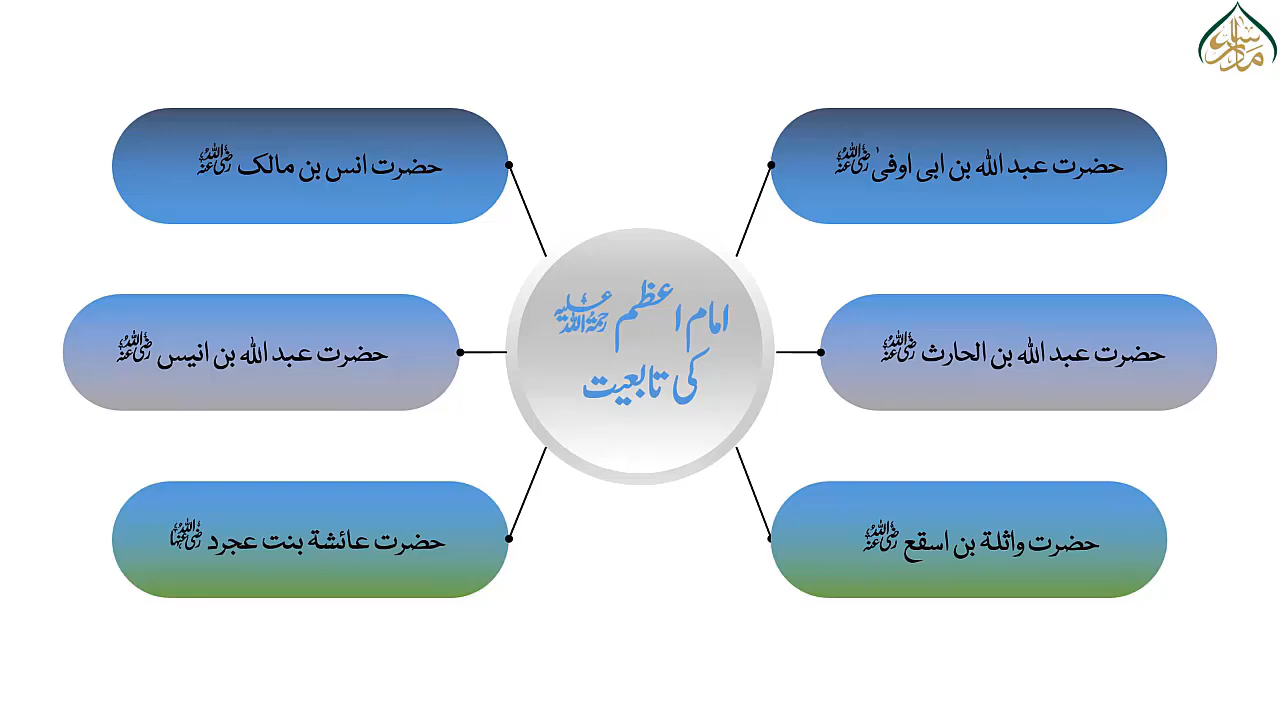 حضرت عبد اللہ بن ابی اوفیٰ رضی اللہ عنہ
حضرت انس بن مالک رضی اللہ عنہ
امام اعظم رحمۃ اللہ علیہ
کی تابعیت
حضرت عبد اللہ بن الحارث رضی اللہ عنہ
حضرت عبد اللہ بن انیس رضی اللہ عنہ
حضرت واثلة بن اسقع رضی اللہ عنہ
حضرت عائشة بنت عجرد رضی اللہ عنہا